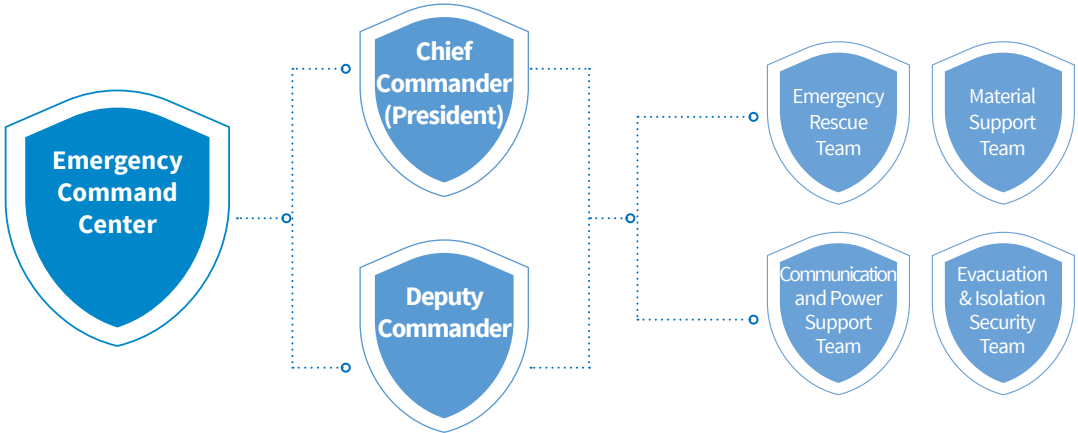 Emergency
Command
Center
Chief
Commander
(President)
Deputy
Commander
Emergency
Rescue
Team
Material
Support
Team
Communication
and Power
Support
Team
Evacuation
& Isolation
Security
Team